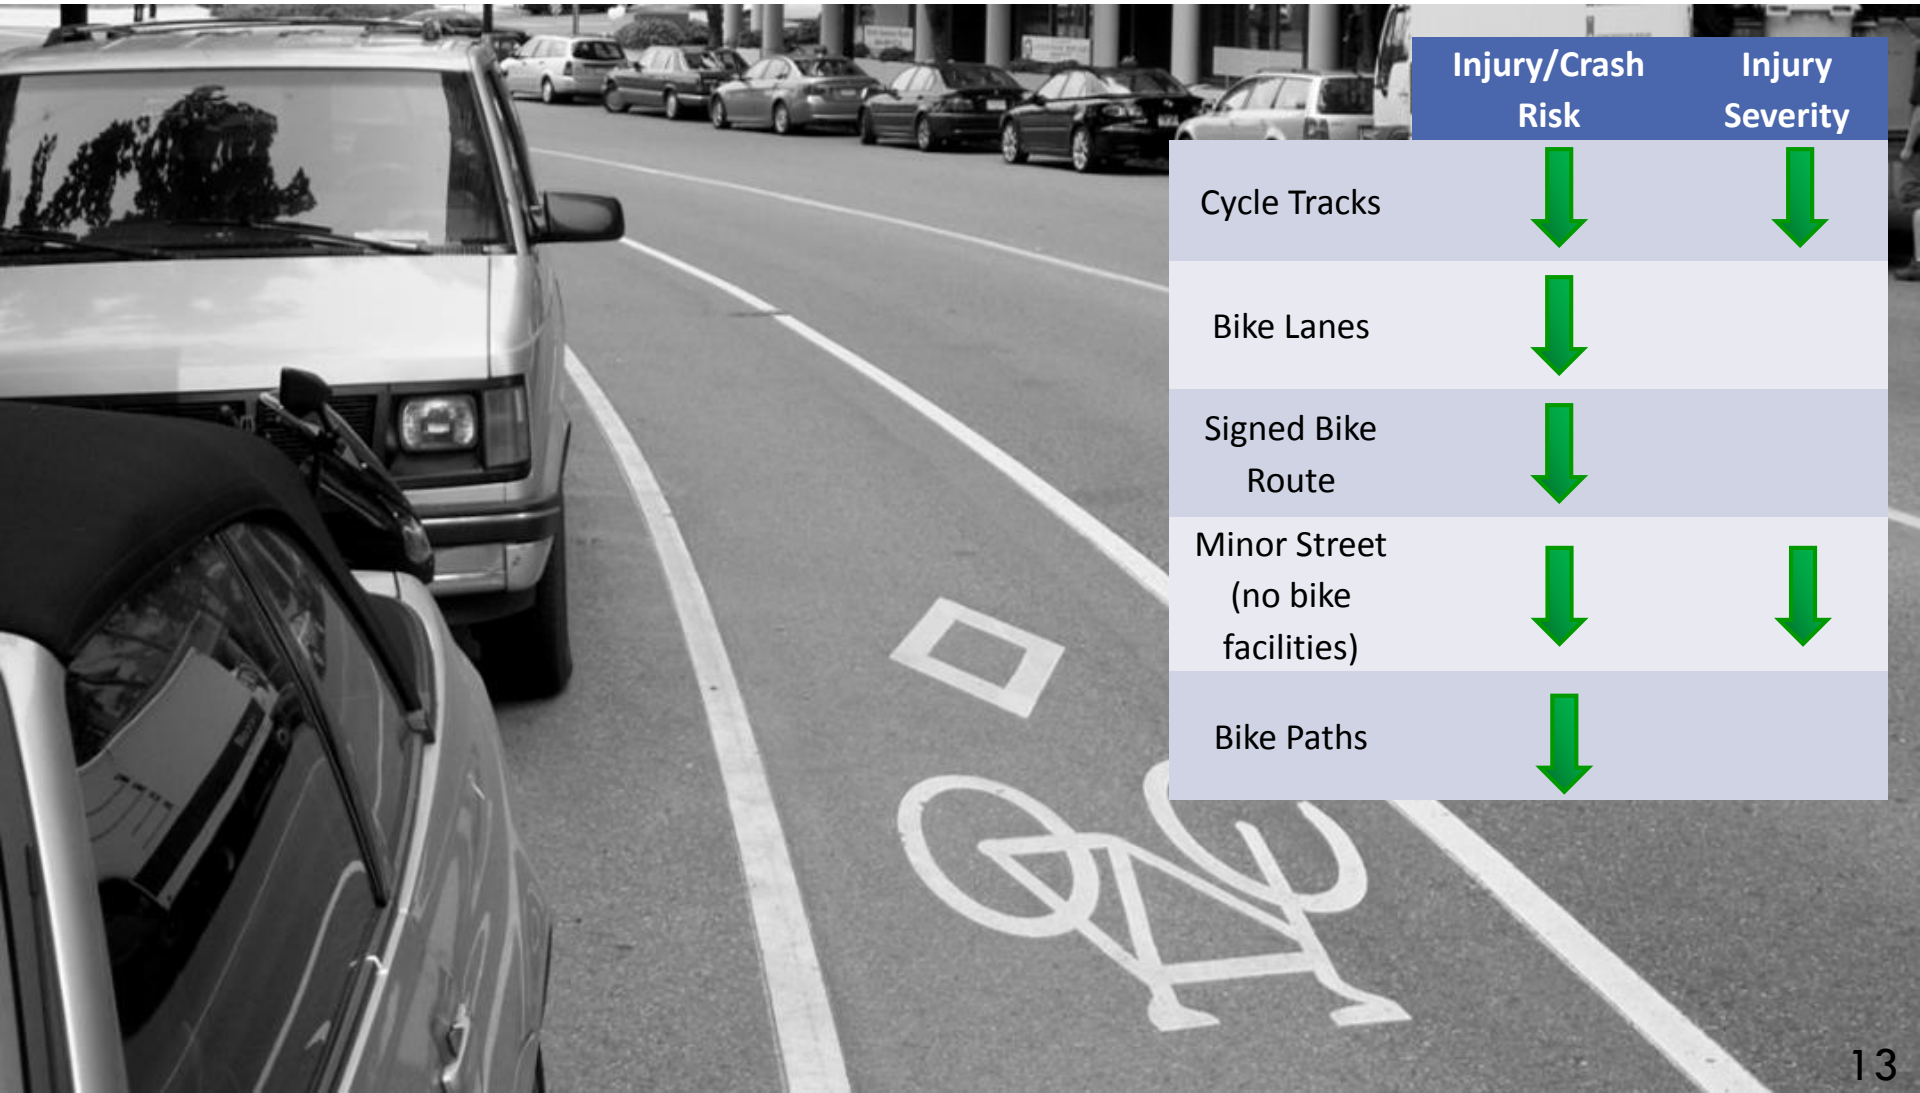 Injury/Crash Risk
Injury Severity
Cycle Tracks
Bike Lanes
Signed Bike
Route
Minor Street
(no bike
facilities)
Bike Paths
13